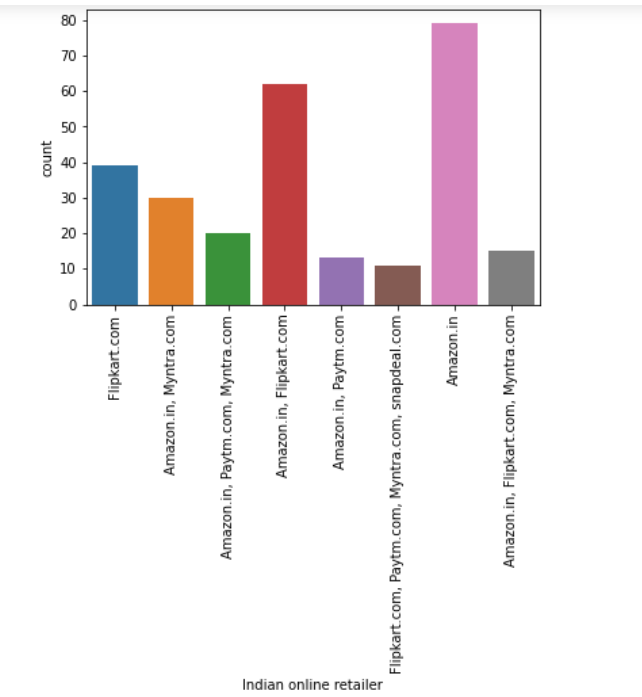 count
80
70
60
50
40
30
20
10
0
Flipkart.com
Amazon.in, Myntra.com
Amazon.in, Paytm.com, Myntra.com
Amazon.in, Flipkart.com
Amazon.in, Paytm.com
Flipkart.com, Paytm.com, Myntra.com, snapdeal.com
Amazon.in
Amazon.in, Flipkart.com, Myntra.com
Indian online retailer